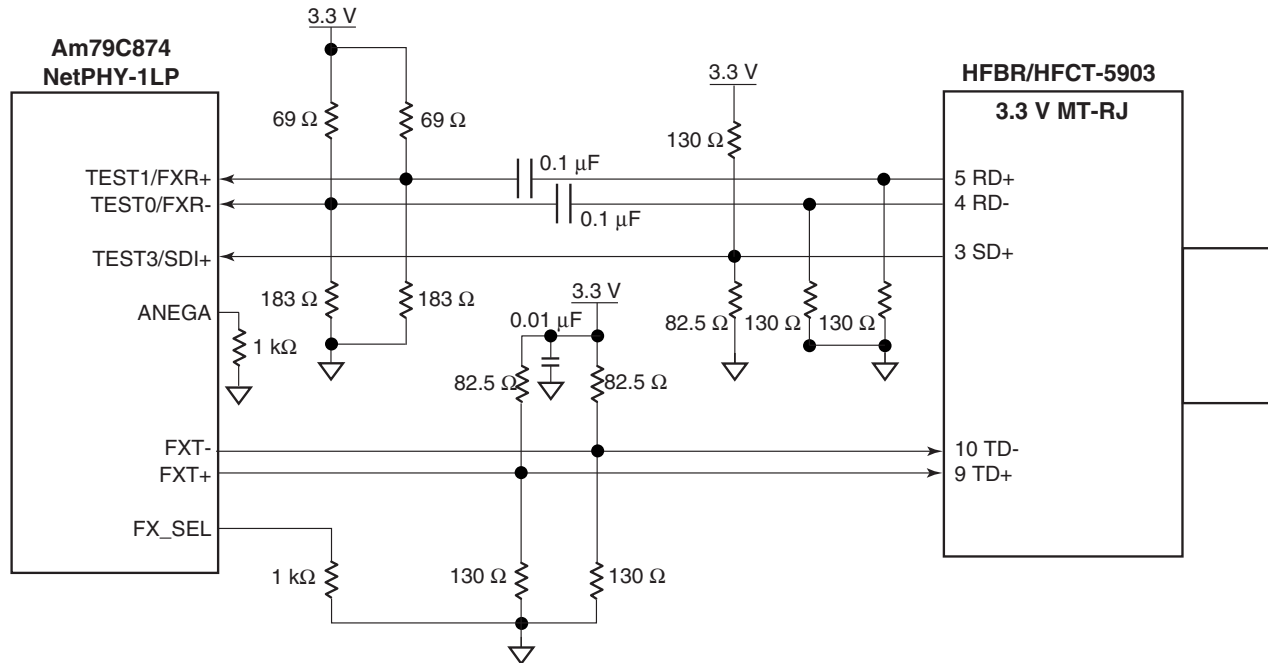 3.3 V
Am79C874
NetPHY-1LP
3.3 V
HFBR/HFCT-5903
3.3 V MT-RJ
69 Ω
69 Ω
130 Ω
0.1 μF
TEST1/FXR+
5 RD+
TEST0/FXR-
4 RD-
0.1 μF
TEST3/SDI+
3 SD+
183 Ω
183 Ω
3.3 V
ANEGA
0.01 μF
82.5 Ω
130 Ω
130 Ω
1 kΩ
82.5 Ω
82.5 Ω
FXT-
10 TD-
FXT+
9 TD+
FX_SEL
1 kΩ
130 Ω
130 Ω